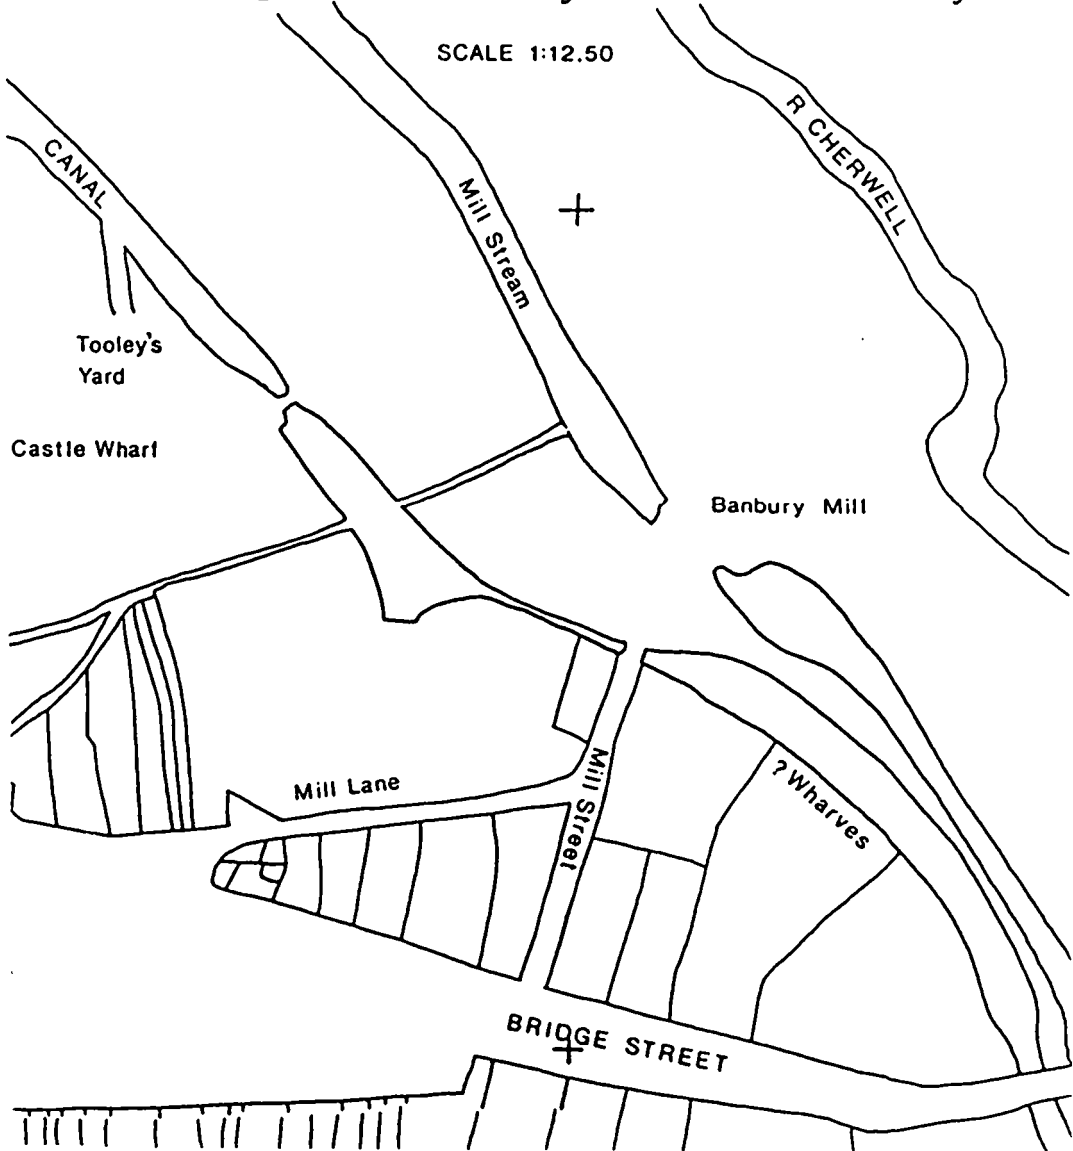 SCALE 1:12.50
R CHERWELL
CANAL
Mill Stream
Tooley's
Yard
Castle Wharf
Banbury Mill
Mill Lane
Mill Street
? Wharves
BRIDGE STREET